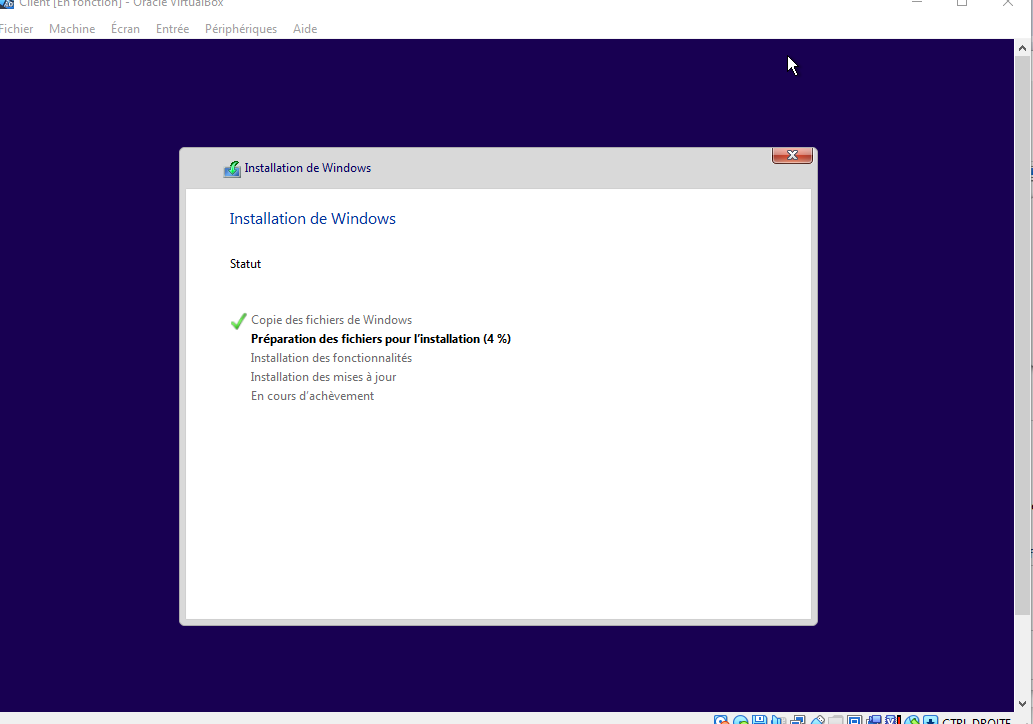 Client [En fonction] - Oracle VirtualBox
Fichier Machine Écran Entrée Périphériques Aide
Installation de Windows
Installation de Windows
Statut
Copie des fichiers de Windows
Préparation des fichiers pour l'installation (4 %)
Installation des fonctionnalités
Installation des mises à jour
En cours d'achèvement
CTRL DROITE